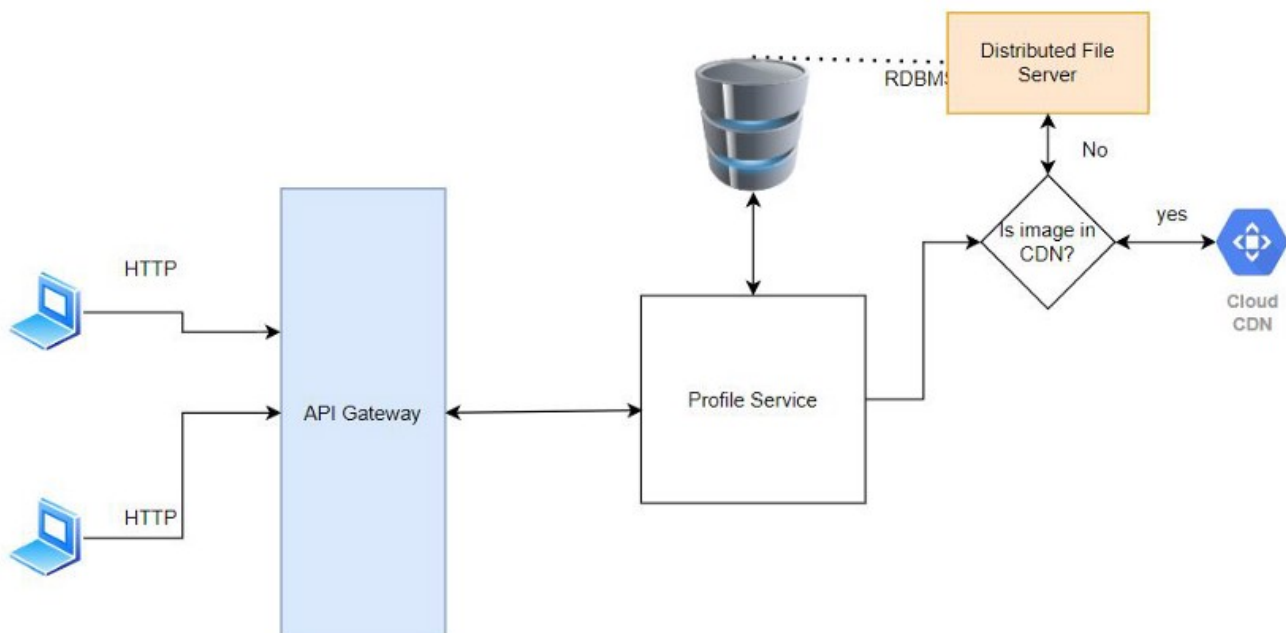 Distributed File
Server
RDBMS
No
yes
Is image in
CDN?
Cloud
CDN
HTTP
Profile Service
API Gateway
HTTP